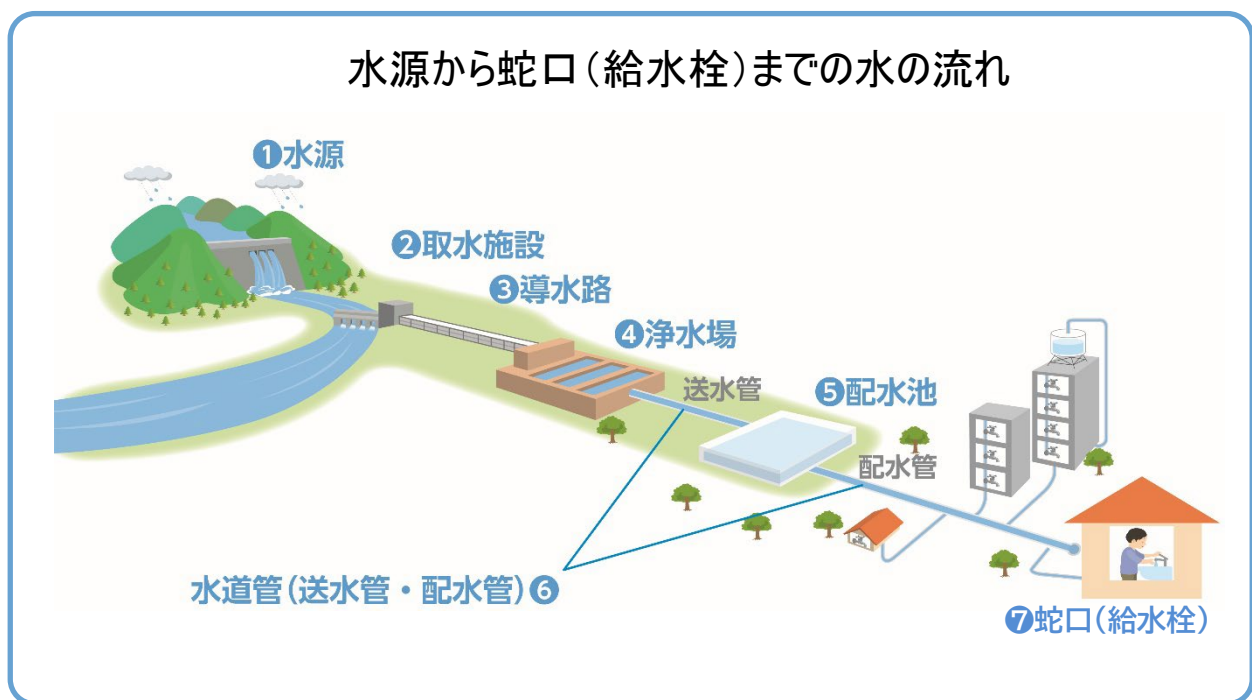 水源から蛇口（給水栓）までの水の流れ
❶水源
❷取水施設
❸導水路
❹浄水場
送水管
❺配水池
配水管
水道管（送水管・配水管）❻
❼蛇口（給水栓）